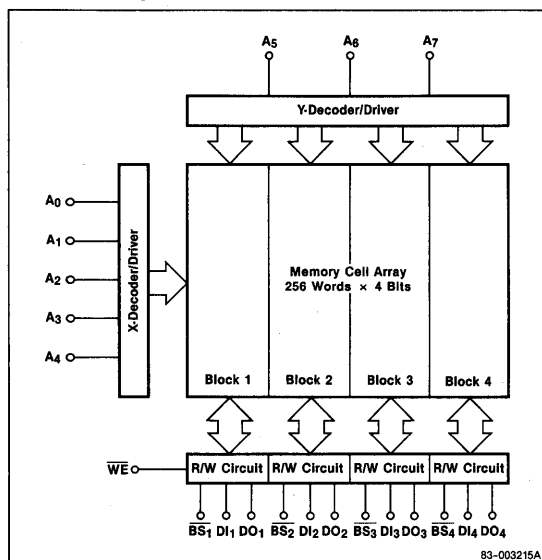 A5 A6 A7
Y-Decoder/Driver
A0
A1
A2
A3
A4
X-Decoder/Driver
Memory Cell Array
256 Words × 4 Bits
Block 1 Block 2 Block 3 Block 4
WE
R/W Circuit R/W Circuit R/W Circuit R/W Circuit
BS1 DI1 DO1 BS2 DI2 DO2 BS3 DI3 DO3 BS4 DI4 DO4
83-003215A